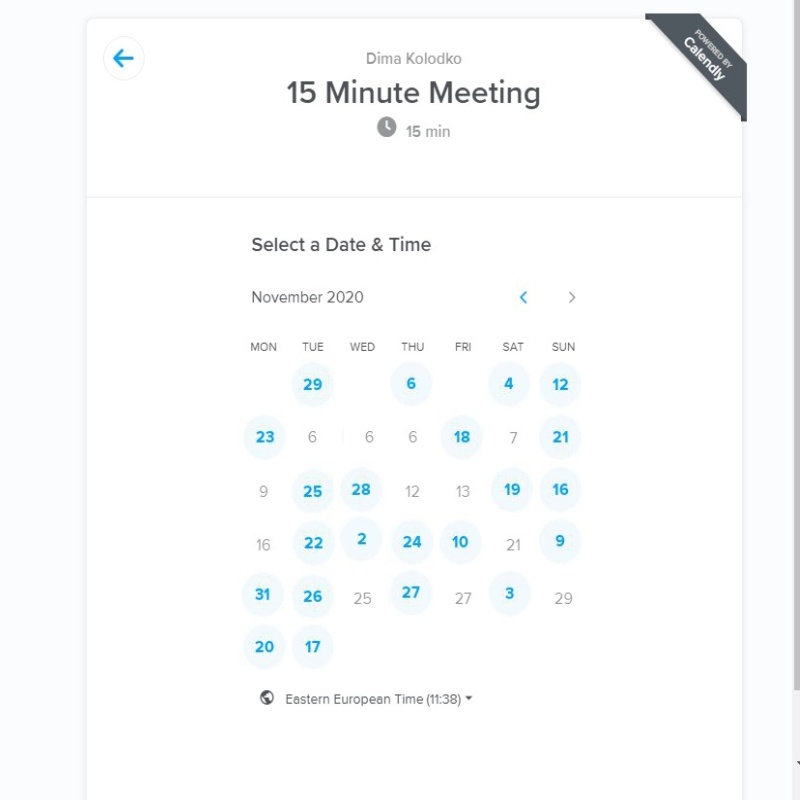 POWERED BY
Calendly
Dima Kolodko
15 Minute Meeting
15 min
Select a Date & Time
November 2020
MON TUE WED THU FRI SAT SUN
29 6 4 12
23 6 6 6 18 7 21
9 25 28 12 13 19 16
16 22 2 24 10 21 9
31 26 25 27 27 3 29
20 17
Eastern European Time (11:38)